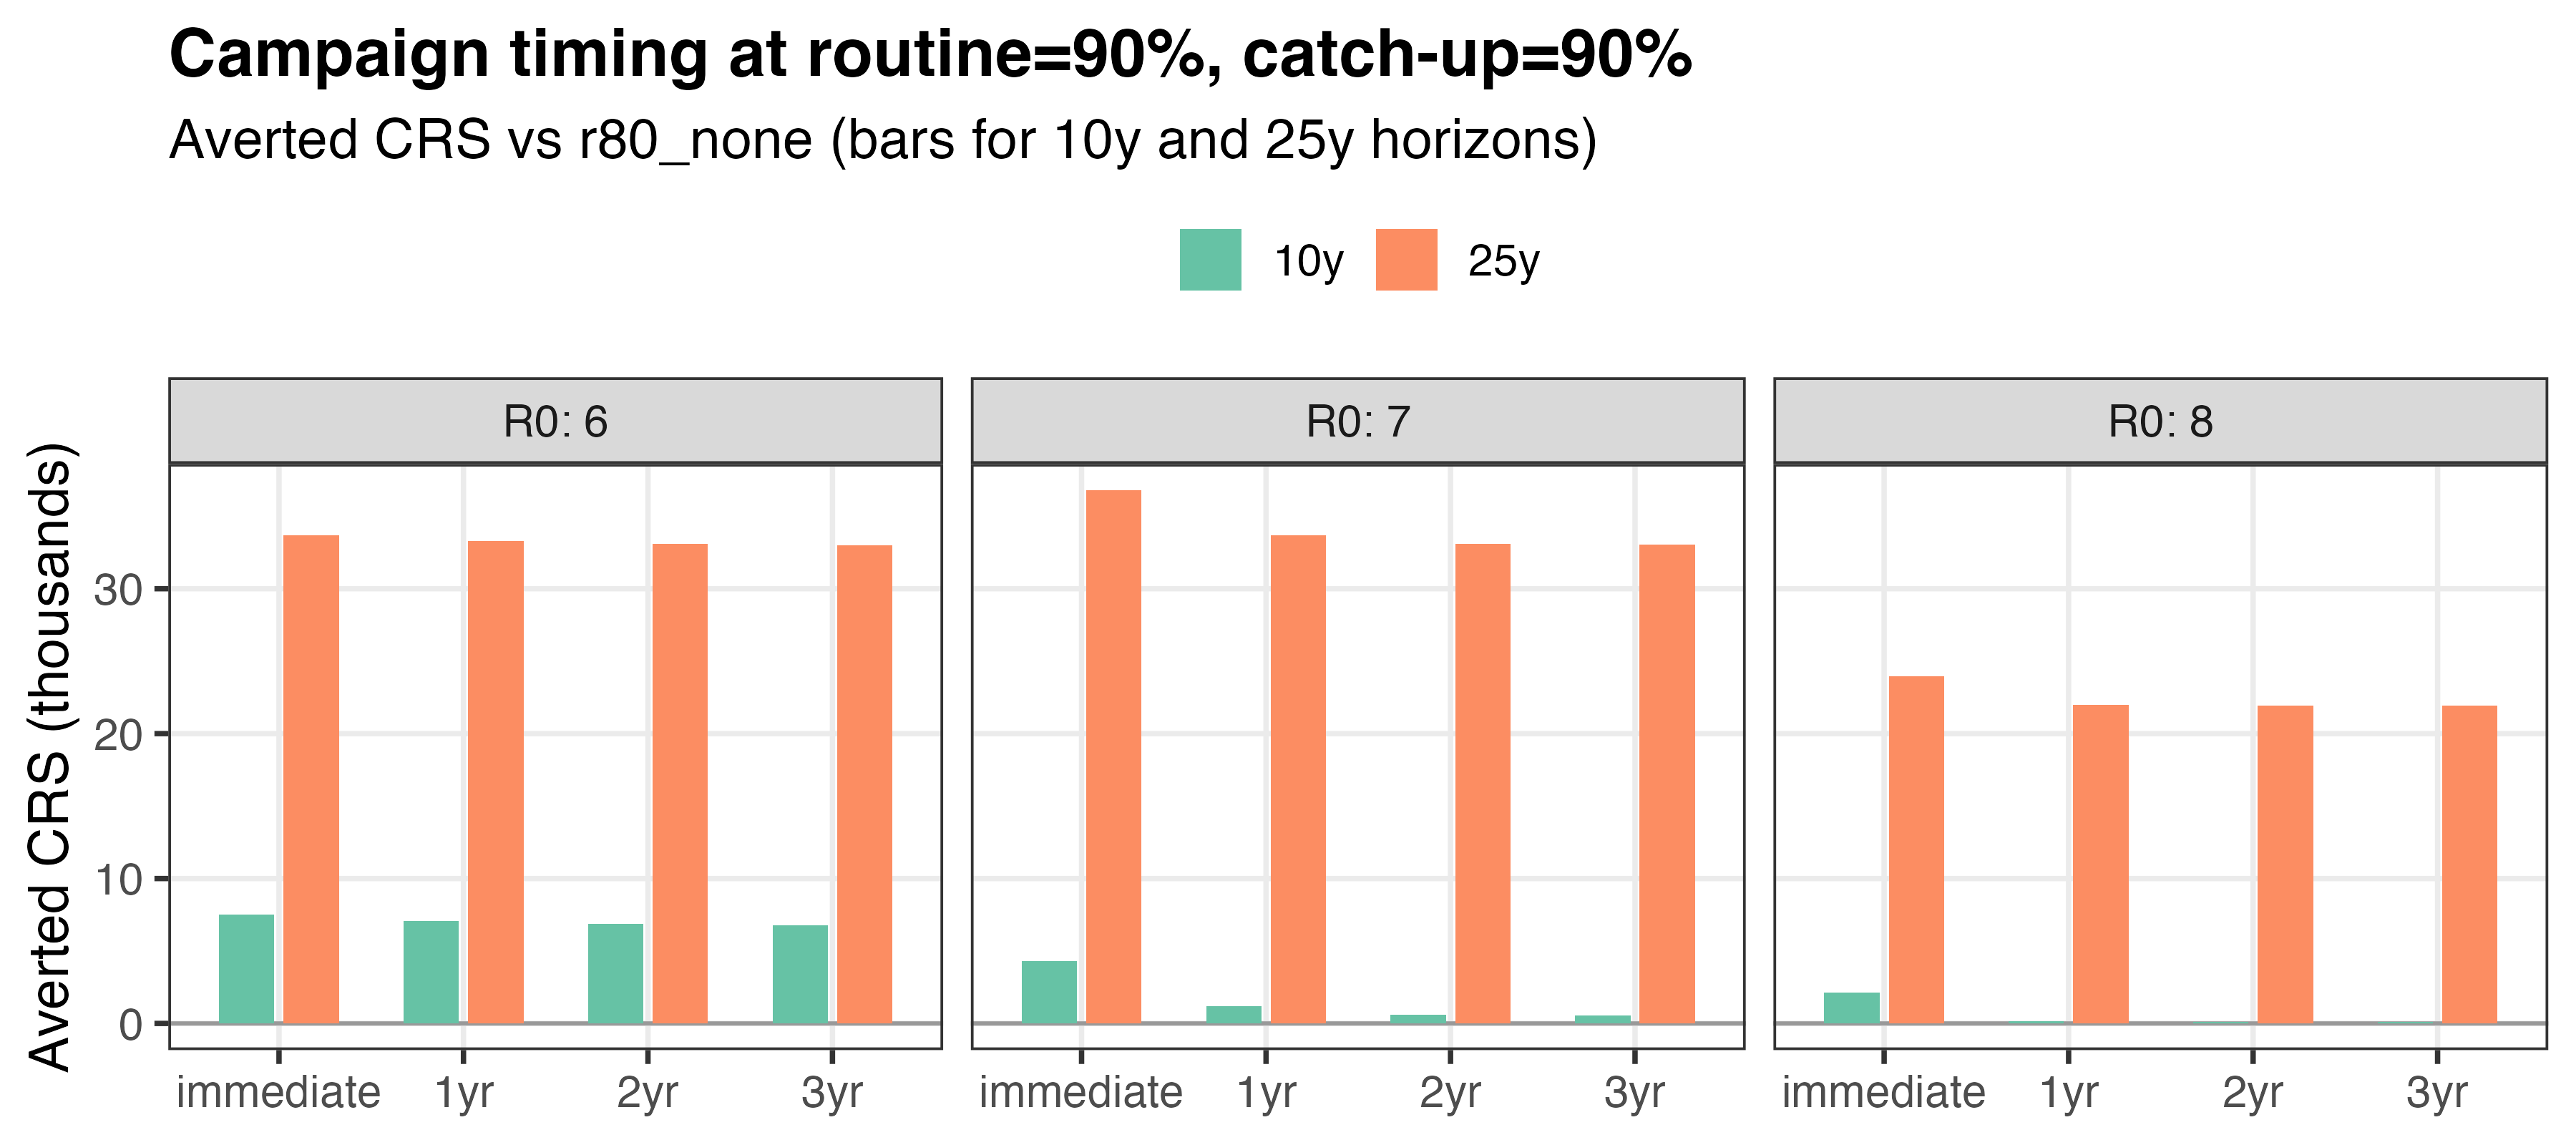 Campaign timing at routine=90%, catch-up=90%
Averted CRS vs r80_none (bars for 10y and 25y horizons)
10y 25y
R0: 6 R0: 7 R0: 8
Averted CRS (thousands)
30
20
10
0
immediate 1yr 2yr 3yr immediate 1yr 2yr 3yr immediate 1yr 2yr 3yr